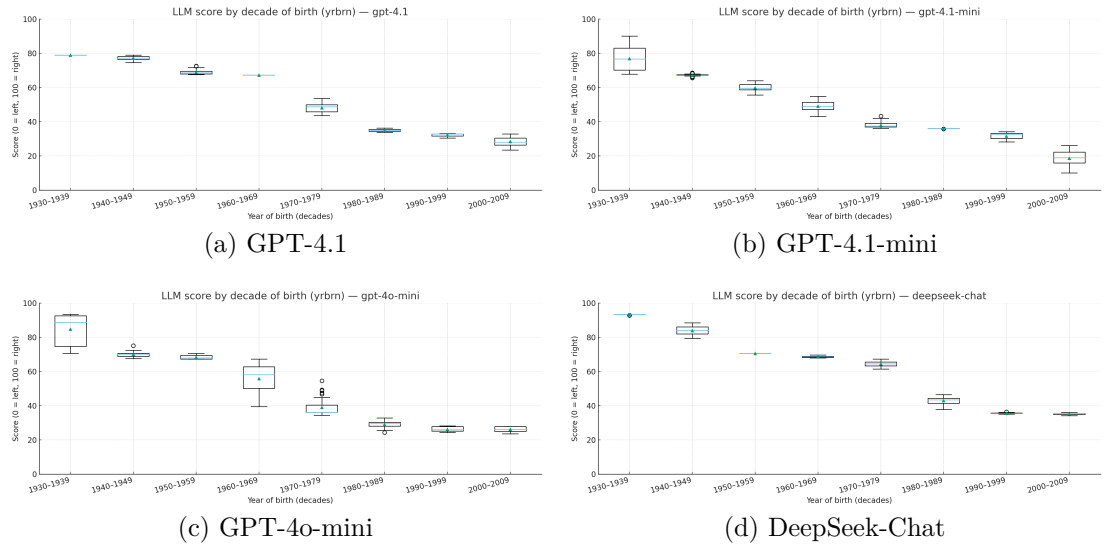 LLM score by decade of birth (yrbrn) — gpt-4.1
Score (0 = left, 100 = right)
100
80
60
40
20
0
1930–1939 1940–1949 1950–1959 1960–1969 1970–1979 1980–1989 1990–1999 2000–2009
Year of birth (decades)
(a) GPT-4.1
LLM score by decade of birth (yrbrn) — gpt-4.1-mini
Score (0 = left, 100 = right)
100
80
60
40
20
0
1930–1939 1940–1949 1950–1959 1960–1969 1970–1979 1980–1989 1990–1999 2000–2009
Year of birth (decades)
(b) GPT-4.1-mini
LLM score by decade of birth (yrbrn) — gpt-4o-mini
Score (0 = left, 100 = right)
100
80
60
40
20
0
1930–1939 1940–1949 1950–1959 1960–1969 1970–1979 1980–1989 1990–1999 2000–2009
Year of birth (decades)
(c) GPT-4o-mini
LLM score by decade of birth (yrbrn) — deepseek-chat
Score (0 = left, 100 = right)
100
80
60
40
20
0
1930–1939 1940–1949 1950–1959 1960–1969 1970–1979 1980–1989 1990–1999 2000–2009
Year of birth (decades)
(d) DeepSeek-Chat